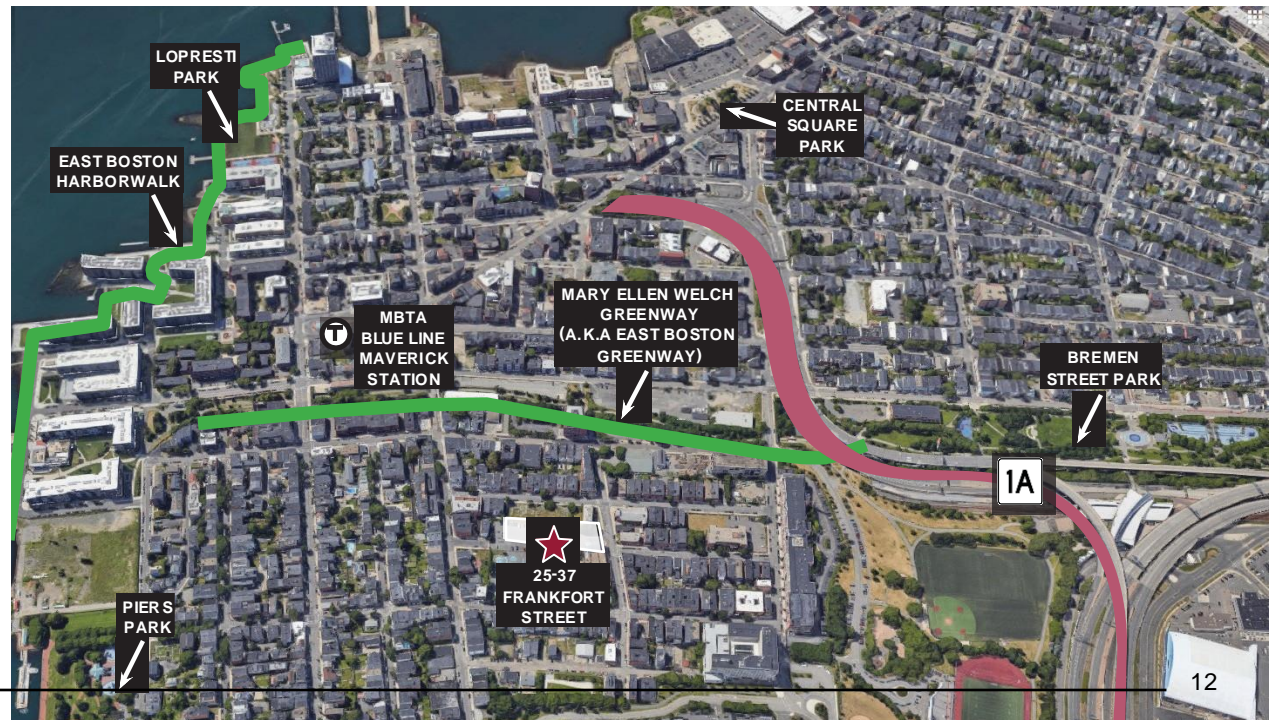 LOPRESTI
PARK
CENTRAL
SQUARE
PARK
EAST BOSTON
HARBORWALK
MARY ELLEN WELCH
GREENWAY
(A.K.A EAST BOSTON
GREENWAY)
T
MBTA
BLUE LINE
MAVERICK
STATION
BREMEN
STREET PARK
1A
25-37
FRANKFORT
STREET
PIERS
PARK
12